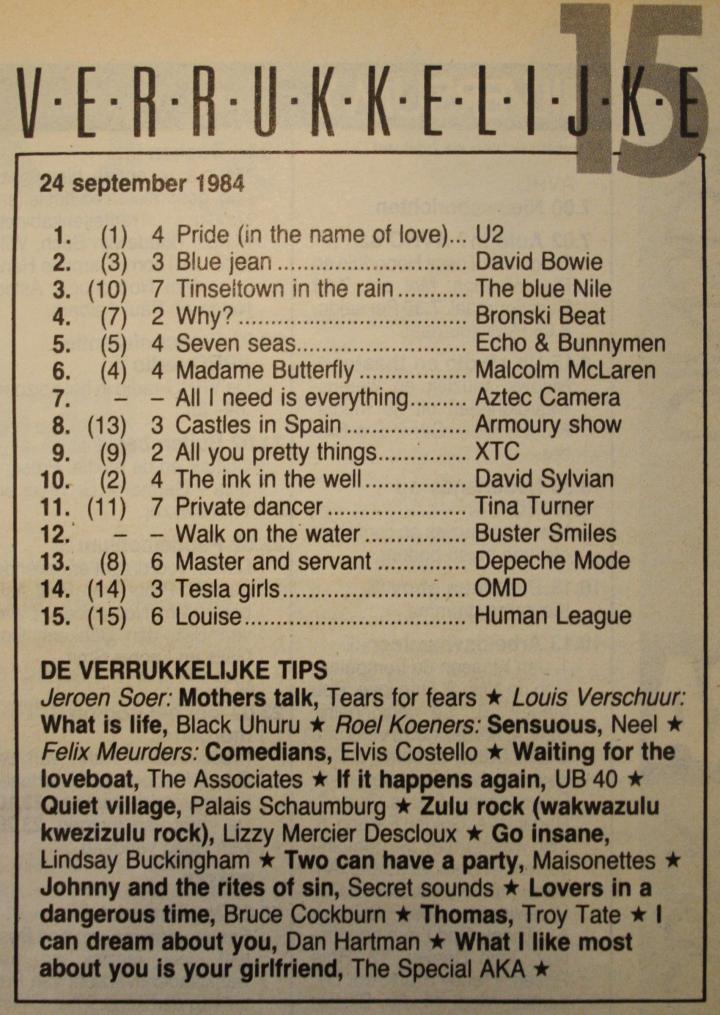 15
V·E·R·R·U·K·K·E·L·I·J·K·E
24 september 1984
1. (1) 4 Pride (in the name of love)... U2
2. (3) 3 Blue jean ............................ David Bowie
3. (10) 7 Tinseltown in the rain ........... The blue Nile
4. (7) 2 Why? .................................. Bronski Beat
5. (5) 4 Seven seas......................... Echo & Bunnymen
6. (4) 4 Madame Butterfly ................ Malcolm McLaren
7. – – All I need is everything......... Aztec Camera
8. (13) 3 Castles in Spain .................. Armoury show
9. (9) 2 All you pretty things.............. XTC
10. (2) 4 The ink in the well................ David Sylvian
11. (11) 7 Private dancer ..................... Tina Turner
12. – – Walk on the water ............... Buster Smiles
13. (8) 6 Master and servant ............. Depeche Mode
14. (14) 3 Tesla girls............................ OMD
15. (15) 6 Louise................................. Human League
DE VERRUKKELIJKE TIPS
Jeroen Soer: Mothers talk, Tears for fears ★ Louis Verschuur:
What is life, Black Uhuru ★ Roel Koeners: Sensuous, Neel ★
Felix Meurders: Comedians, Elvis Costello ★ Waiting for the
loveboat, The Associates ★ If it happens again, UB 40 ★
Quiet village, Palais Schaumburg ★ Zulu rock (wakwazulu
kwezizulu rock), Lizzy Mercier Descloux ★ Go insane,
Lindsay Buckingham ★ Two can have a party, Maisonettes ★
Johnny and the rites of sin, Secret sounds ★ Lovers in a
dangerous time, Bruce Cockburn ★ Thomas, Troy Tate ★ I
can dream about you, Dan Hartman ★ What I like most
about you is your girlfriend, The Special AKA ★